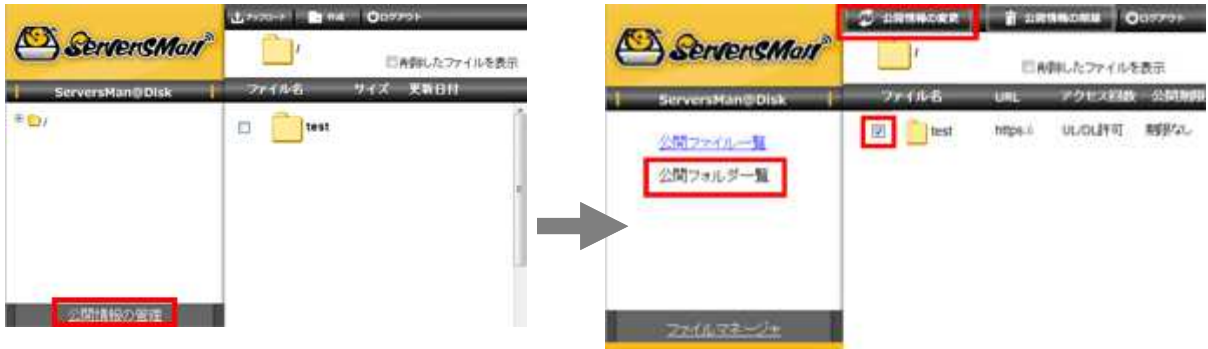 ServersMan®
アップロード 作成 ログアウト
/
削除したファイルを表示
ServersMan@Disk
ファイル名 サイズ 更新日付
/
test
公開情報の管理
ServersMan®
公開情報の変更 公開情報の削除 ログアウト
/
削除したファイルを表示
ServersMan@Disk
ファイル名 URL アクセス回数 公開期限
公開ファイル一覧
test https:/ UL/DL許可 制限なし
公開フォルダ一覧
ファイルマネージャ